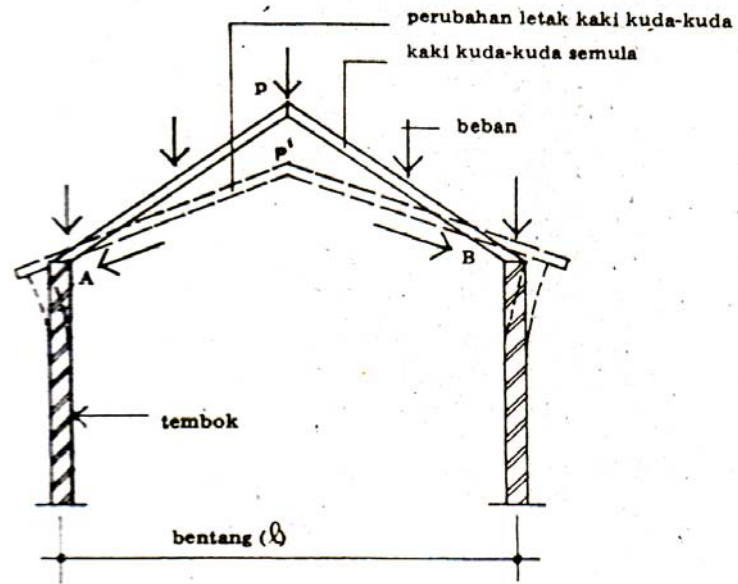 perubahan letak kaki kuda-kuda
kaki kuda-kuda semula
P
beban
P'
A
B
tembok
bentang (ℓ)